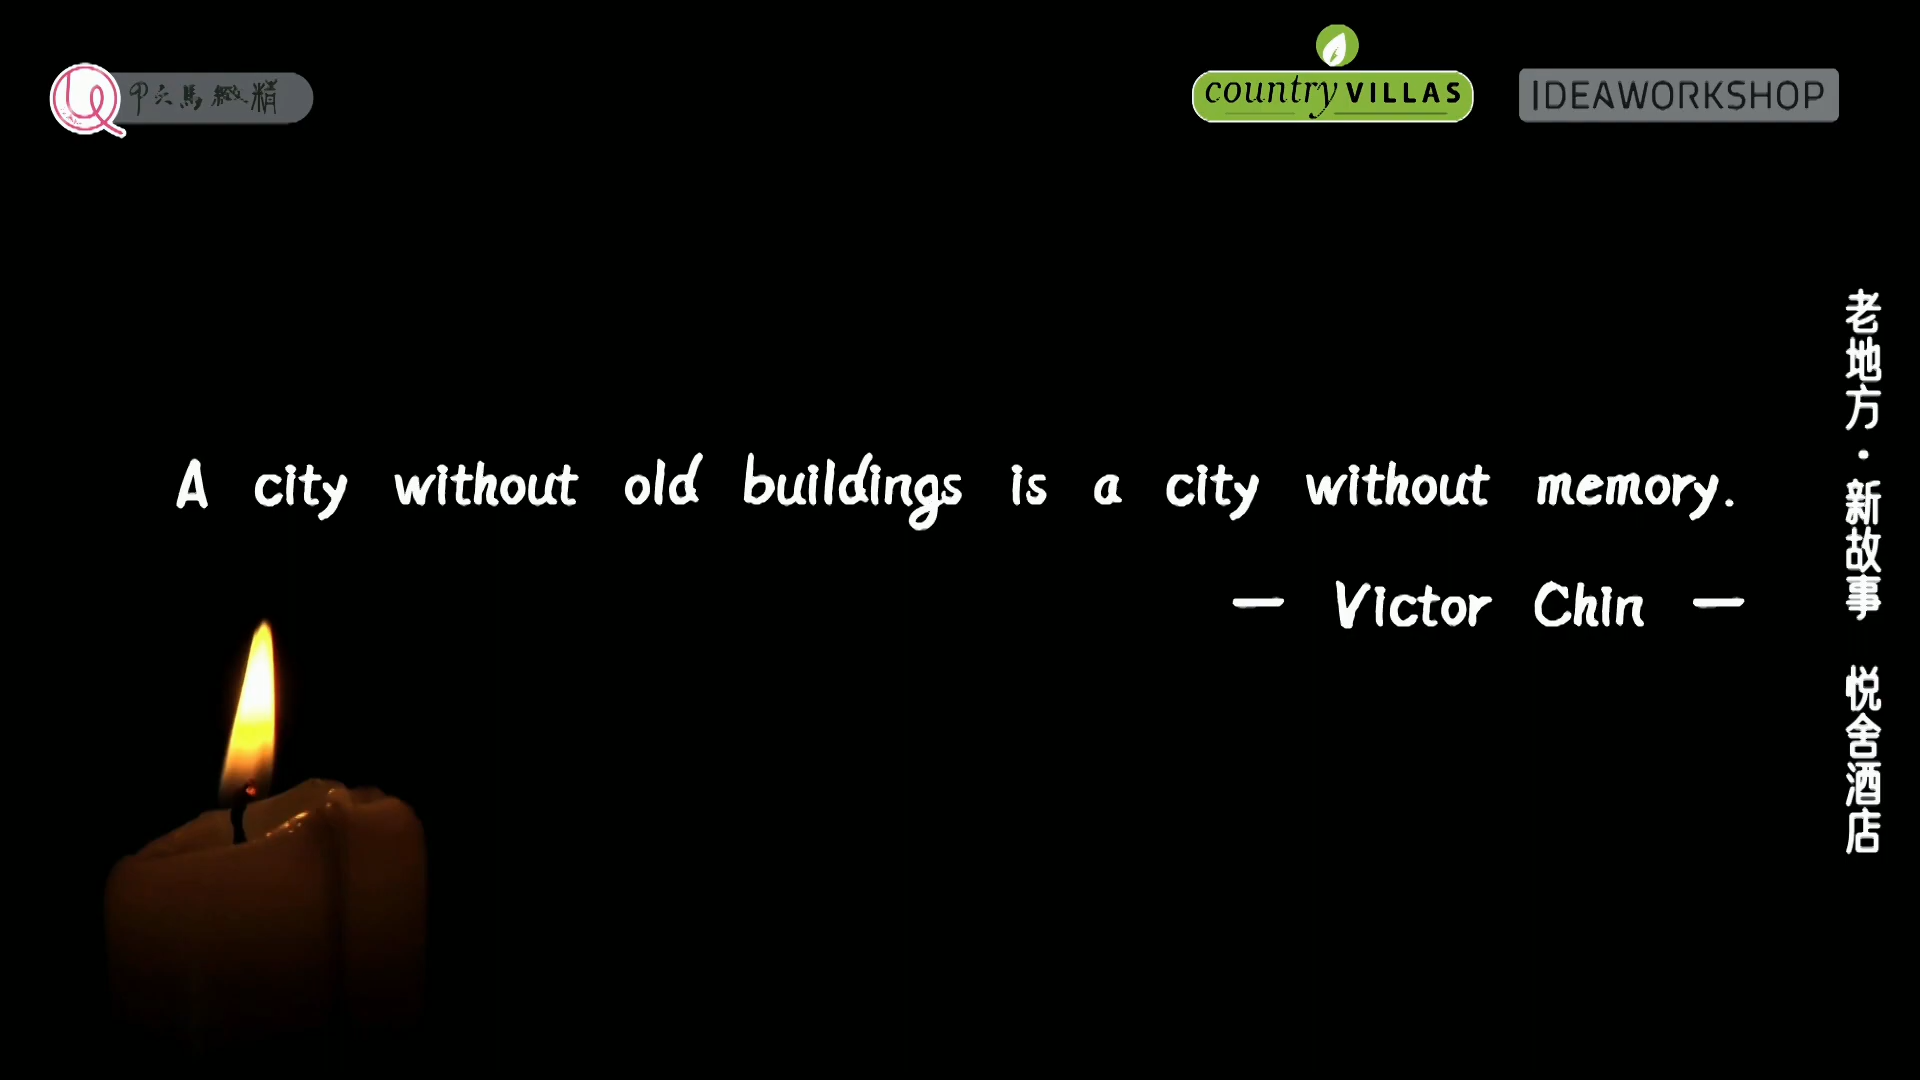 country VILLAS
IDEAWORKSHOP
A city without old buildings is a city without memory.
— Victor Chin —
老地方·新故事 悦舍酒店